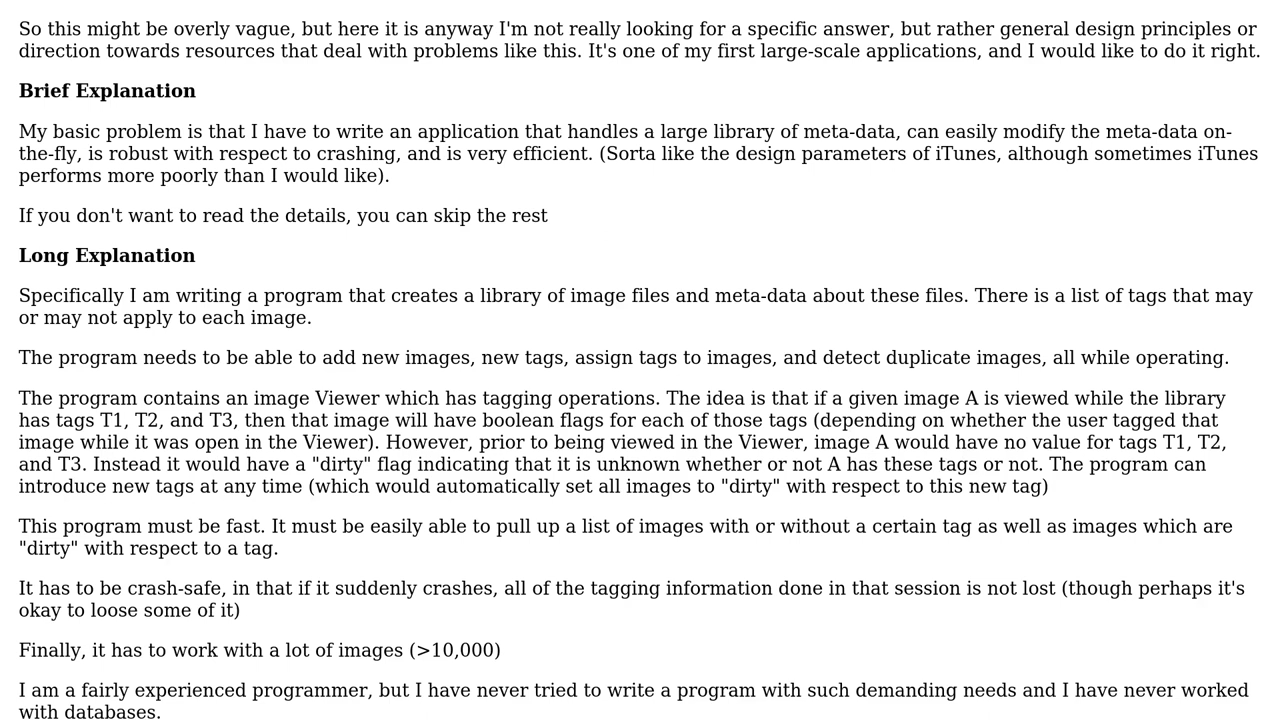 So this might be overly vague, but here it is anyway I'm not really looking for a specific answer, but rather general design principles or
direction towards resources that deal with problems like this. It's one of my first large-scale applications, and I would like to do it right.
Brief Explanation
My basic problem is that I have to write an application that handles a large library of meta-data, can easily modify the meta-data on-
the-fly, is robust with respect to crashing, and is very efficient. (Sorta like the design parameters of iTunes, although sometimes iTunes
performs more poorly than I would like).
If you don't want to read the details, you can skip the rest
Long Explanation
Specifically I am writing a program that creates a library of image files and meta-data about these files. There is a list of tags that may
or may not apply to each image.
The program needs to be able to add new images, new tags, assign tags to images, and detect duplicate images, all while operating.
The program contains an image Viewer which has tagging operations. The idea is that if a given image A is viewed while the library
has tags T1, T2, and T3, then that image will have boolean flags for each of those tags (depending on whether the user tagged that
image while it was open in the Viewer). However, prior to being viewed in the Viewer, image A would have no value for tags T1, T2,
and T3. Instead it would have a "dirty" flag indicating that it is unknown whether or not A has these tags or not. The program can
introduce new tags at any time (which would automatically set all images to "dirty" with respect to this new tag)
This program must be fast. It must be easily able to pull up a list of images with or without a certain tag as well as images which are
"dirty" with respect to a tag.
It has to be crash-safe, in that if it suddenly crashes, all of the tagging information done in that session is not lost (though perhaps it's
okay to loose some of it)
Finally, it has to work with a lot of images (>10,000)
I am a fairly experienced programmer, but I have never tried to write a program with such demanding needs and I have never worked
with databases.